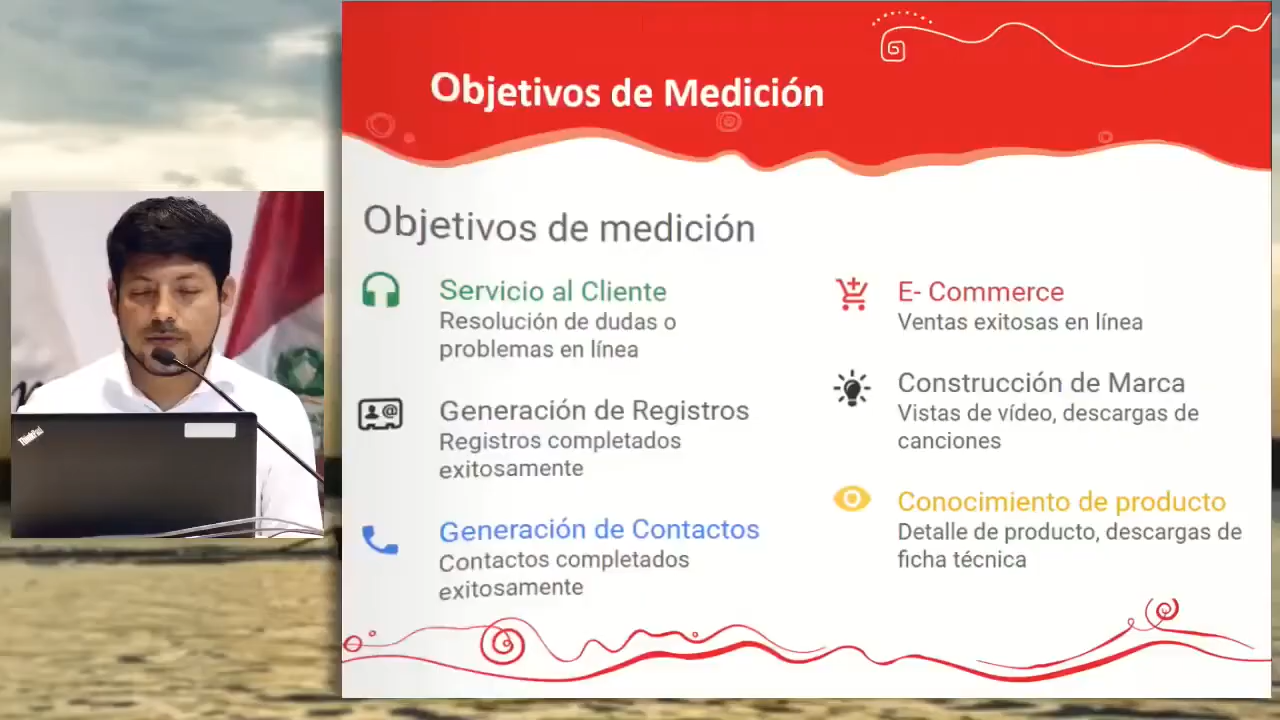 Objetivos de Medición
Objetivos de medición
Servicio al Cliente
Resolución de dudas o
problemas en línea
Generación de Registros
Registros completados
exitosamente
Generación de Contactos
Contactos completados
exitosamente
E- Commerce
Ventas exitosas en línea
Construcción de Marca
Vistas de vídeo, descargas de
canciones
Conocimiento de producto
Detalle de producto, descargas de
ficha técnica
ThinkPad